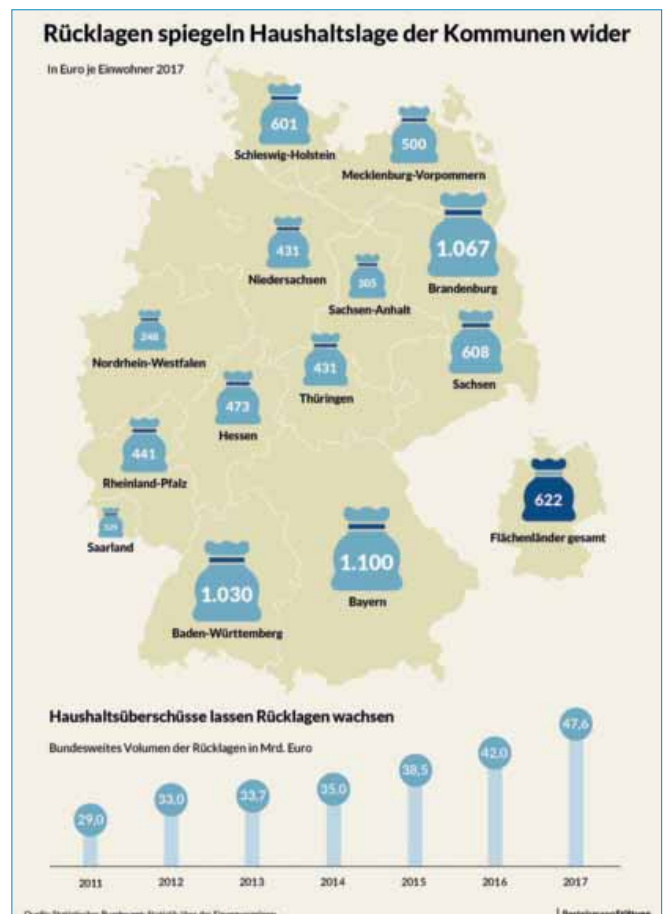 Rücklagen spiegeln Haushaltslage der Kommunen wider
In Euro je Einwohner 2017
601
Schleswig-Holstein
500
Mecklenburg-Vorpommern
431
Niedersachsen
1.067
Brandenburg
305
Sachsen-Anhalt
Nordrhein-Westfalen
431
Thüringen
608
Sachsen
473
Hessen
441
Rheinland-Pfalz
Saarland
622
Flächenländer gesamt
1.030
Baden-Württemberg
1.100
Bayern
Haushaltsüberschüsse lassen Rücklagen wachsen
Bundesweites Volumen der Rücklagen in Mrd. Euro
29,0 33,0 33,7 35,0 38,5 42,0 47,6
2011 2012 2013 2014 2015 2016 2017